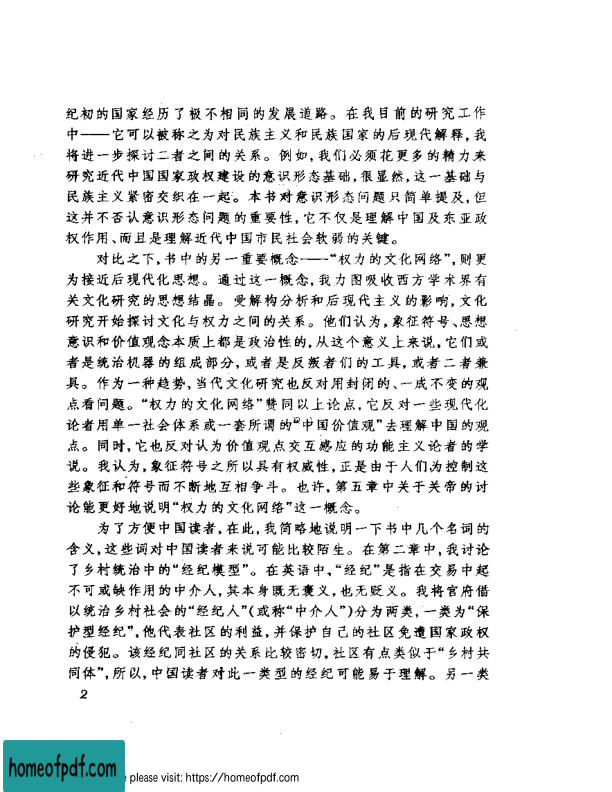 纪初的国家经历了极不相同的发展道路。在我目前的研究工作
中——它可以被称之为对民族主义和民族国家的后现代解释,我
将进一步探讨二者之间的关系。例如,我们必须花更多的精力来
研究近代中国国家政权建设的意识形态基础,很显然,这一基础与
民族主义紧密交织在一起。本书对意识形态问题只简单提及,但
这并不否认意识形态问题的重要性,它不仅是理解中国及东亚政
权作用、而且是理解近代中国市民社会软弱的关键。
对比之下,书中的另一重要概念——“权力的文化网络”,则更
为接近后现代化思想。通过这一概念,我力图吸收西方学术界有
关文化研究的思想结晶。受解构分析和后现代主义的影响,文化
研究开始探讨文化与权力之间的关系。他们认为,象征符号、思想
意识和价值观念本质上都是政治性的,从这个意义上来说,它们或
者是统治机器的组成部分,或者是反叛者们的工具,或者二者兼
具。作为一种趋势,当代文化研究也反对用封闭的、一成不变的观
点看问题。“权力的文化网络”赞同以上论点,它反对一些现代化
论者用单一社会体系或一套所谓的“中国价值观”去理解中国的观
点。同时,它也反对认为价值观点交互感应的功能主义论者的学
说。我认为,象征符号之所以具有权威性,正是由于人们为控制这
些象征和符号而不断地互相争斗。也许,第五章中关于关帝的讨
论能更好地说明“权力的文化网络”这一概念。
为了方便中国读者,在此,我简略地说明一下书中几个名词的
含义,这些词对中国读者来说可能比较陌生。在第二章中,我讨论
了乡村统治中的“经纪模型”。在英语中,“经纪”是指在交易中起
不可或缺作用的中介人,其本身既无褒义,也无贬义。我将官府借
以统治乡村社会的“经纪人”(或称“中介人”)分为两类,一类为“保
护型经纪”,他代表社区的利益,并保护自己的社区免遭国家政权
的侵犯。该经纪同社区的关系比较密切,社区有点类似于“乡村共
同体”,所以,中国读者对此一类型的经纪可能易于理解。另一类
2
homeofpdf.com
please visit: https://homeofpdf.com